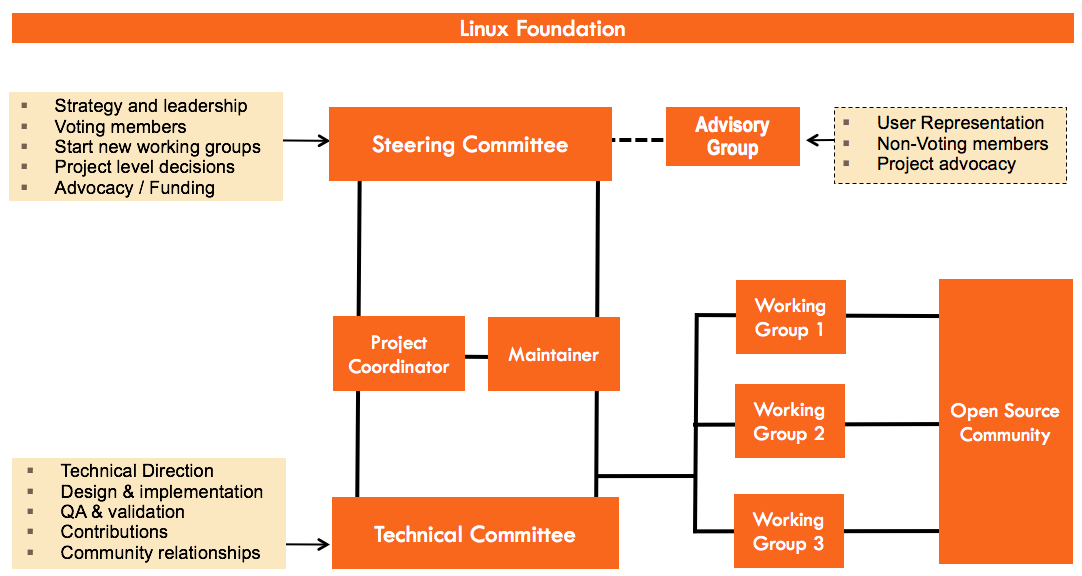 Linux Foundation
▪ Strategy and leadership
▪ Voting members
▪ Start new working groups
▪ Project level decisions
▪ Advocacy / Funding
Steering Committee
Advisory
Group
▪ User Representation
▪ Non-Voting members
▪ Project advocacy
Project
Coordinator
Maintainer
Working
Group 1
Working
Group 2
Working
Group 3
Open Source
Community
▪ Technical Direction
▪ Design & implementation
▪ QA & validation
▪ Contributions
▪ Community relationships
Technical Committee